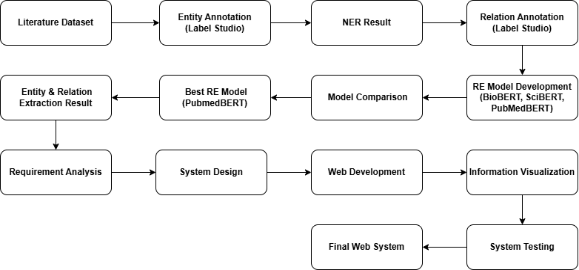 Literature Dataset
Entity Annotation
(Label Studio)
NER Result
Relation Annotation
(Label Studio)
Entity & Relation
Extraction Result
Best RE Model
(PubmedBERT)
Model Comparison
RE Model Development
(BioBERT, SciBERT,
PubMedBERT)
Requirement Analysis
System Design
Web Development
Information Visualization
Final Web System
System Testing